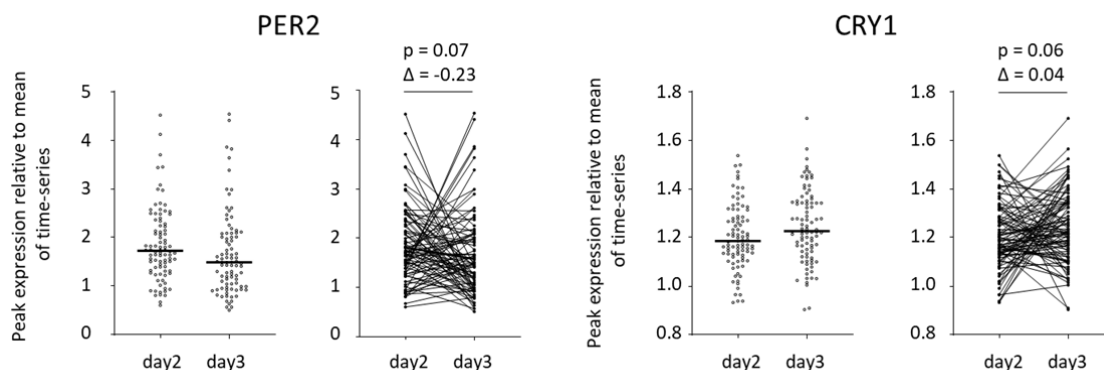 PER2
Peak expression relative to mean
of time-series
5
4
3
2
1
0
day2 day3
p = 0.07
Δ = -0.23
5
4
3
2
1
0
day2 day3
CRY1
Peak expression relative to mean
of time-series
1.8
1.6
1.4
1.2
1.0
0.8
day2 day3
p = 0.06
Δ = 0.04
1.8
1.6
1.4
1.2
1.0
0.8
day2 day3